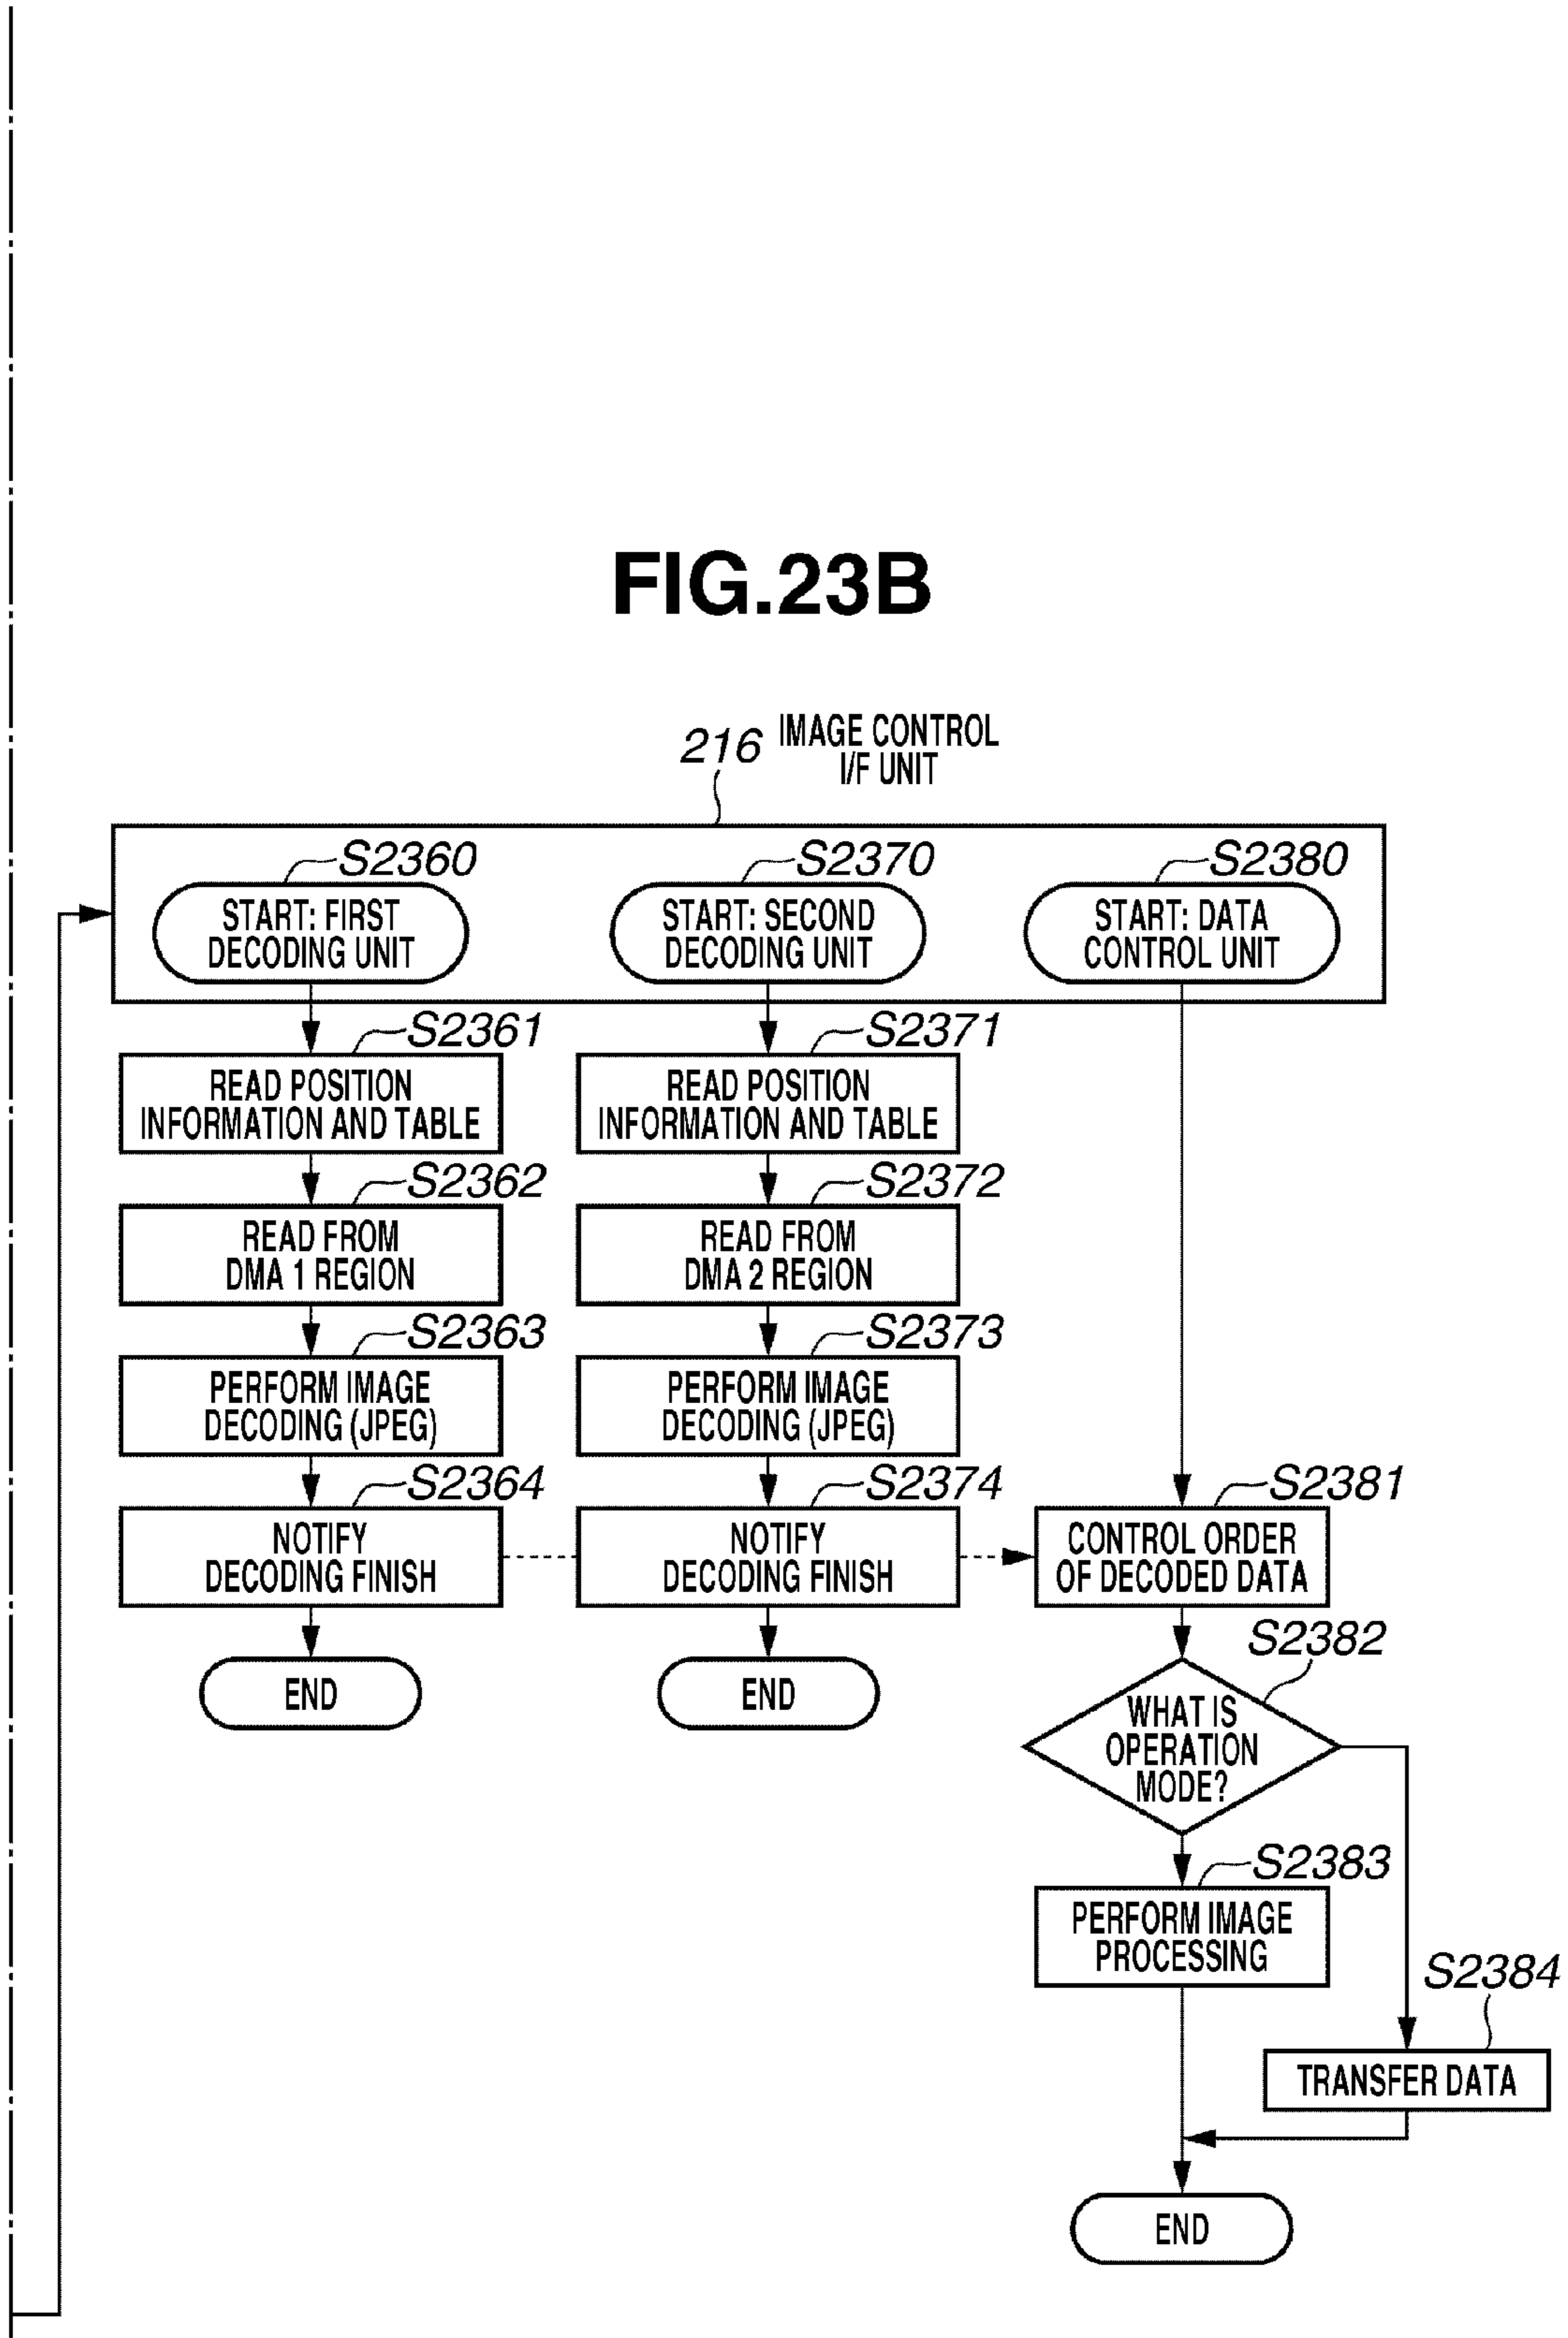 FIG.23B
216 IMAGE CONTROL
I/F UNIT
S2360
START: FIRST
DECODING UNIT
S2370
START: SECOND
DECODING UNIT
S2380
START: DATA
CONTROL UNIT
S2361
READ POSITION
INFORMATION AND TABLE
S2371
READ POSITION
INFORMATION AND TABLE
S2362
READ FROM
DMA 1 REGION
S2372
READ FROM
DMA 2 REGION
S2363
PERFORM IMAGE
DECODING (JPEG)
S2373
PERFORM IMAGE
DECODING (JPEG)
S2364
NOTIFY
DECODING FINISH
S2374
NOTIFY
DECODING FINISH
S2381
CONTROL ORDER
OF DECODED DATA
END
END
S2382
WHAT IS
OPERATION
MODE?
S2383
PERFORM IMAGE
PROCESSING
S2384
TRANSFER DATA
END